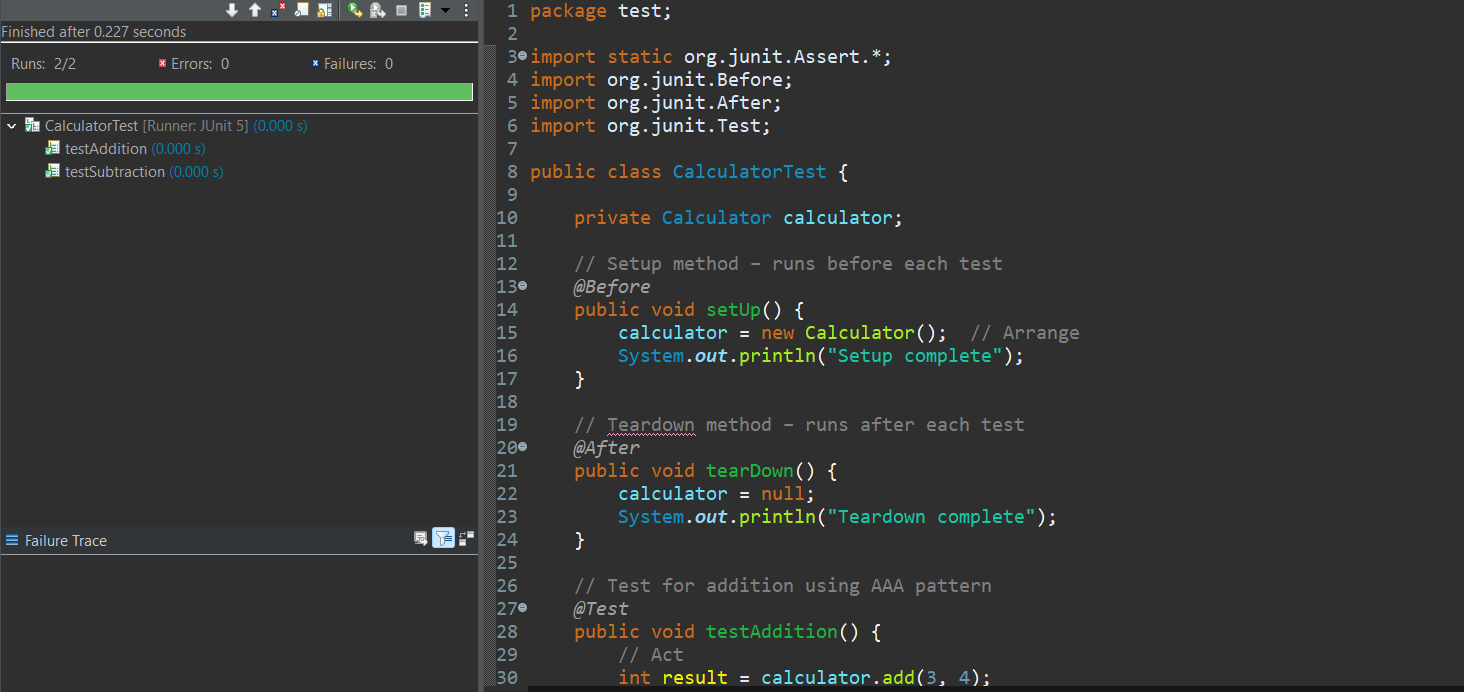 Finished after 0.227 seconds
Runs: 2/2 Errors: 0 Failures: 0
CalculatorTest [Runner: JUnit 5] (0.000 s)
testAddition (0.000 s)
testSubtraction (0.000 s)
Failure Trace
1 package test;
2
3 import static org.junit.Assert.*;
4 import org.junit.Before;
5 import org.junit.After;
6 import org.junit.Test;
7
8 public class CalculatorTest {
9
10     private Calculator calculator;
11
12     // Setup method – runs before each test
13     @Before
14     public void setUp() {
15         calculator = new Calculator();  // Arrange
16         System.out.println("Setup complete");
17     }
18
19     // Teardown method – runs after each test
20     @After
21     public void tearDown() {
22         calculator = null;
23         System.out.println("Teardown complete");
24     }
25
26     // Test for addition using AAA pattern
27     @Test
28     public void testAddition() {
29         // Act
30         int result = calculator.add(3, 4);